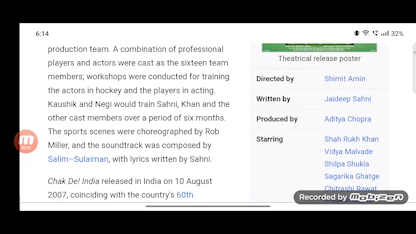 6:14
32%
production team. A combination of professional
players and actors were cast as the sixteen team
members; workshops were conducted for training
the actors in hockey and the players in acting.
Kaushik and Negi would train Sahni, Khan and the
other cast members over a period of six months.
The sports scenes were choreographed by Rob
Miller, and the soundtrack was composed by
Salim–Sulaiman, with lyrics written by Sahni.
Chak De! India released in India on 10 August
2007, coinciding with the country's 60th
Theatrical release poster
Directed by Shimit Amin
Written by Jaideep Sahni
Produced by Aditya Chopra
Starring Shah Rukh Khan
Vidya Malvade
Shilpa Shukla
Sagarika Ghatge
Chitrashi Rawat
Recorded by Mobizen